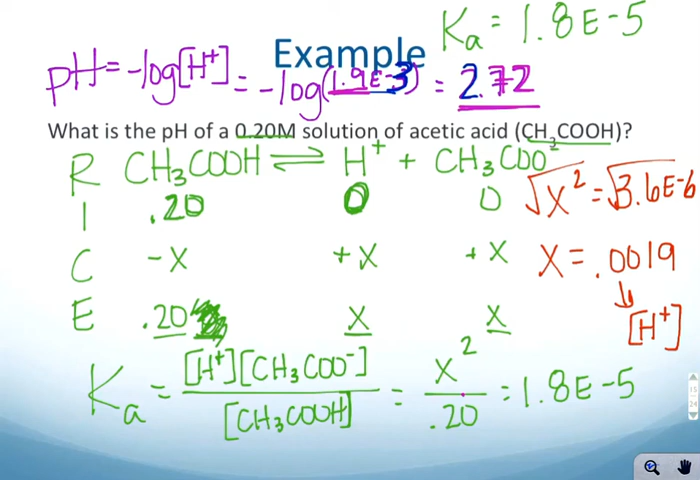 Ka = 1.8E-5
Example
pH = -log[H+] = -log(1.9E-3) = 2.72
What is the pH of a 0.20M solution of acetic acid (CH3COOH)?
R CH3COOH ⇌ H+ + CH3COO-
I .20 0 0
√x² = √3.6E-6
C -x +x +x
x = .0019
↓
[H+]
E .20 x x
Ka = [H+][CH3COO-] / [CH3COOH] = x² / .20 = 1.8E-5
15
24